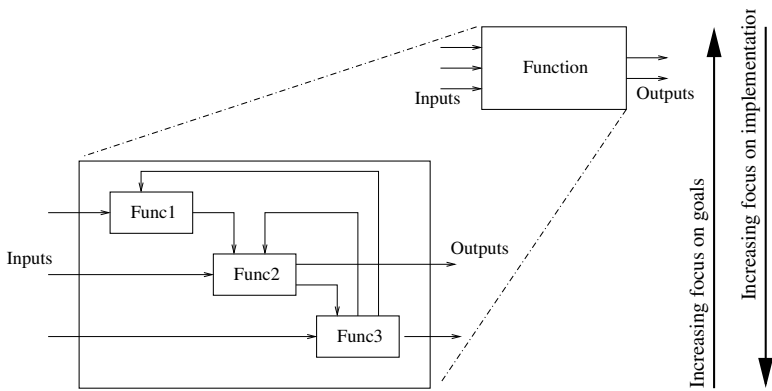 Function
Inputs
Outputs
Func1
Inputs
Func2
Outputs
Func3
Increasing focus on goals
Increasing focus on implementation